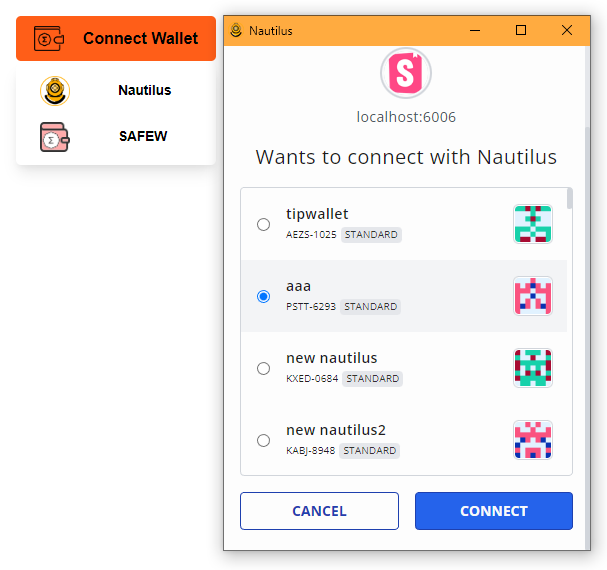 Connect Wallet
Nautilus
SAFEW
Nautilus
S
localhost:6006
Wants to connect with Nautilus
tipwallet
AEZS-1025 STANDARD
aaa
PSTT-6293 STANDARD
new nautilus
KXED-0684 STANDARD
new nautilus2
KABJ-8948 STANDARD
CANCEL
CONNECT